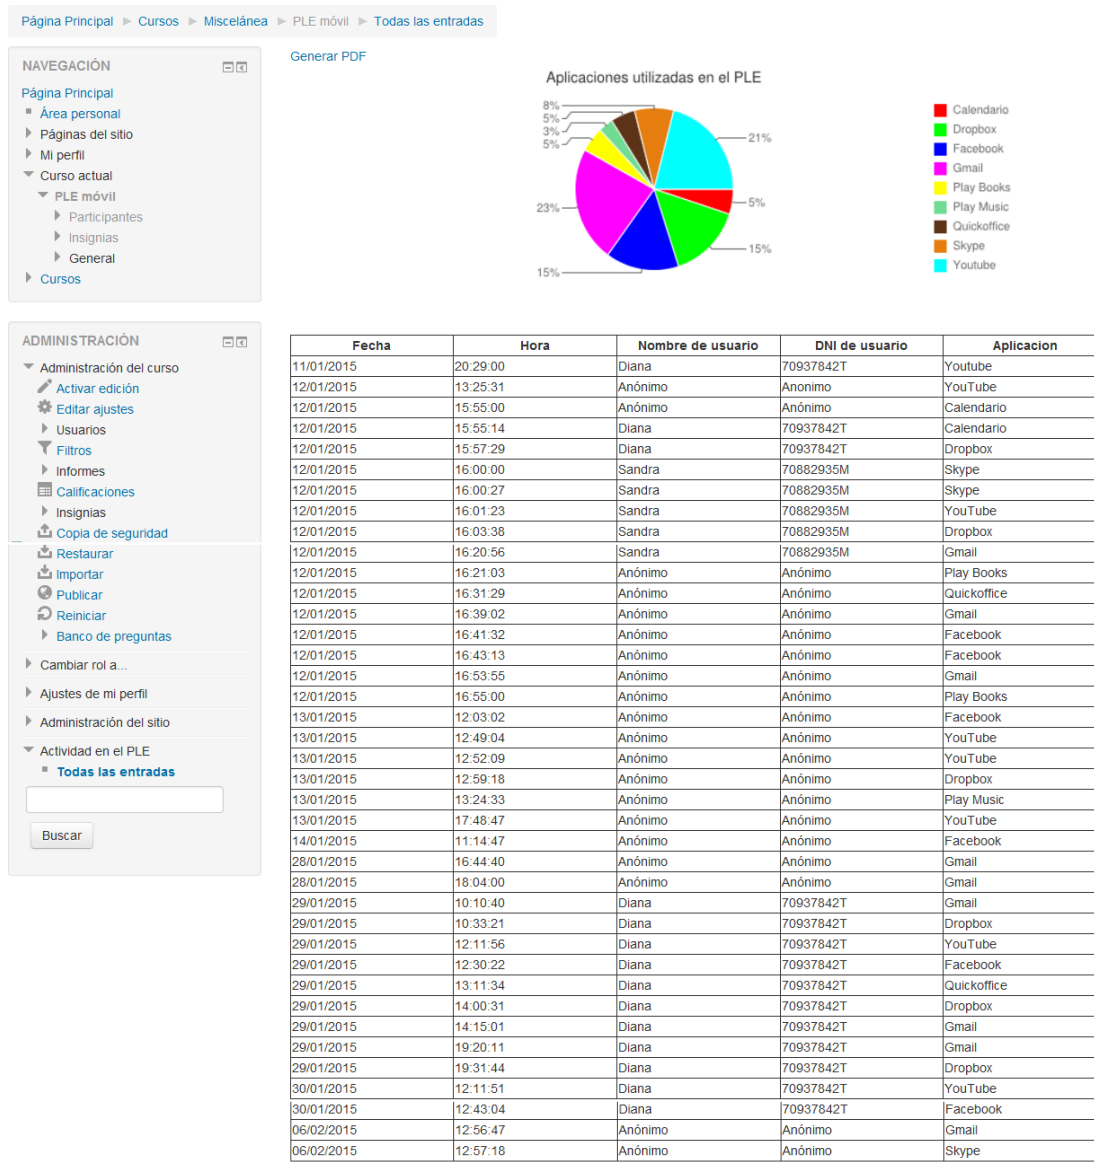 Página Principal ► Cursos ► Miscelánea ► PLE móvil ► Todas las entradas
NAVEGACIÓN
Página Principal
Área personal
Páginas del sitio
Mi perfil
Curso actual
PLE móvil
Participantes
Insignias
General
Cursos
ADMINISTRACIÓN
Administración del curso
Activar edición
Editar ajustes
Usuarios
Filtros
Informes
Calificaciones
Insignias
Copia de seguridad
Restaurar
Importar
Publicar
Reiniciar
Banco de preguntas
Cambiar rol a...
Ajustes de mi perfil
Administración del sitio
Actividad en el PLE
Todas las entradas
Buscar
Generar PDF
Aplicaciones utilizadas en el PLE
8%
5%
3%
5%
23%
15%
21%
5%
15%
Calendario
Dropbox
Facebook
Gmail
Play Books
Play Music
Quickoffice
Skype
Youtube
Fecha Hora Nombre de usuario DNI de usuario Aplicacion
11/01/2015 20:29:00 Diana 70937842T Youtube
12/01/2015 13:25:31 Anónimo Anonimo YouTube
12/01/2015 15:55:00 Anónimo Anónimo Calendario
12/01/2015 15:55:14 Diana 70937842T Calendario
12/01/2015 15:57:29 Diana 70937842T Dropbox
12/01/2015 16:00:00 Sandra 70882935M Skype
12/01/2015 16:00:27 Sandra 70882935M Skype
12/01/2015 16:01:23 Sandra 70882935M YouTube
12/01/2015 16:03:38 Sandra 70882935M Dropbox
12/01/2015 16:20:56 Sandra 70882935M Gmail
12/01/2015 16:21:03 Anónimo Anónimo Play Books
12/01/2015 16:31:29 Anónimo Anónimo Quickoffice
12/01/2015 16:39:02 Anónimo Anónimo Gmail
12/01/2015 16:41:32 Anónimo Anónimo Facebook
12/01/2015 16:43:13 Anónimo Anónimo Facebook
12/01/2015 16:53:55 Anónimo Anónimo Gmail
12/01/2015 16:55:00 Anónimo Anónimo Play Books
13/01/2015 12:03:02 Anónimo Anónimo Facebook
13/01/2015 12:49:04 Anónimo Anónimo YouTube
13/01/2015 12:52:09 Anónimo Anónimo YouTube
13/01/2015 12:59:18 Anónimo Anónimo Dropbox
13/01/2015 13:24:33 Anónimo Anónimo Play Music
13/01/2015 17:48:47 Anónimo Anónimo YouTube
14/01/2015 11:14:47 Anónimo Anónimo Facebook
28/01/2015 16:44:40 Anónimo Anónimo Gmail
28/01/2015 18:04:00 Anónimo Anónimo Gmail
29/01/2015 10:10:40 Diana 70937842T Gmail
29/01/2015 10:33:21 Diana 70937842T Dropbox
29/01/2015 12:11:56 Diana 70937842T YouTube
29/01/2015 12:30:22 Diana 70937842T Facebook
29/01/2015 13:11:34 Diana 70937842T Quickoffice
29/01/2015 14:00:31 Diana 70937842T Dropbox
29/01/2015 14:15:01 Diana 70937842T Gmail
29/01/2015 19:20:11 Diana 70937842T Gmail
29/01/2015 19:31:44 Diana 70937842T Dropbox
30/01/2015 12:11:51 Diana 70937842T YouTube
30/01/2015 12:43:04 Diana 70937842T Facebook
06/02/2015 12:56:47 Anónimo Anónimo Gmail
06/02/2015 12:57:18 Anónimo Anónimo Skype